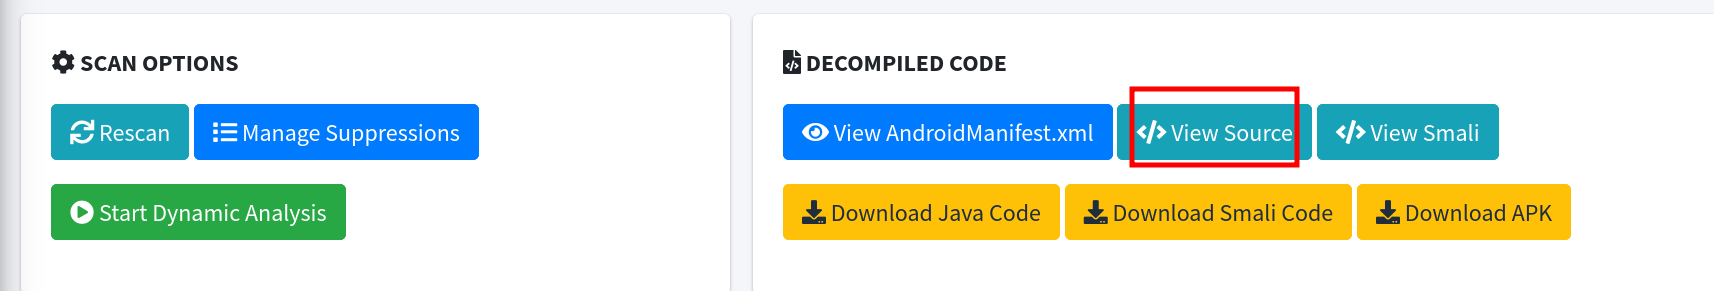 SCAN OPTIONS
Rescan
Manage Suppressions
Start Dynamic Analysis
DECOMPILED CODE
View AndroidManifest.xml
View Source
View Smali
Download Java Code
Download Smali Code
Download APK